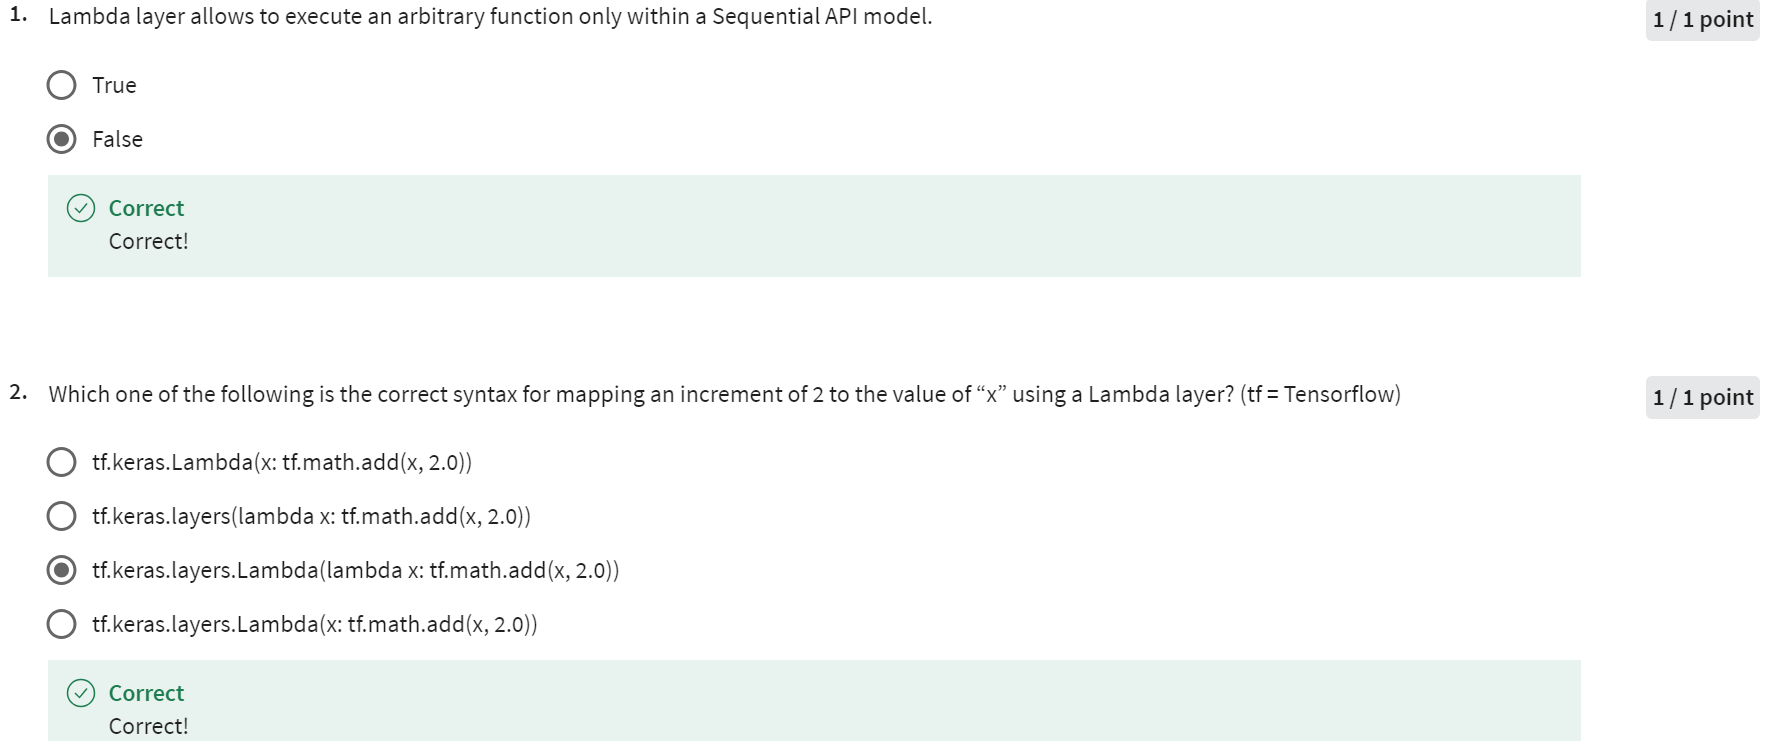 1. Lambda layer allows to execute an arbitrary function only within a Sequential API model.
1 / 1 point
True
False
Correct
Correct!
2. Which one of the following is the correct syntax for mapping an increment of 2 to the value of “x” using a Lambda layer? (tf = Tensorflow)
1 / 1 point
tf.keras.Lambda(x: tf.math.add(x, 2.0))
tf.keras.layers(lambda x: tf.math.add(x, 2.0))
tf.keras.layers.Lambda(lambda x: tf.math.add(x, 2.0))
tf.keras.layers.Lambda(x: tf.math.add(x, 2.0))
Correct
Correct!